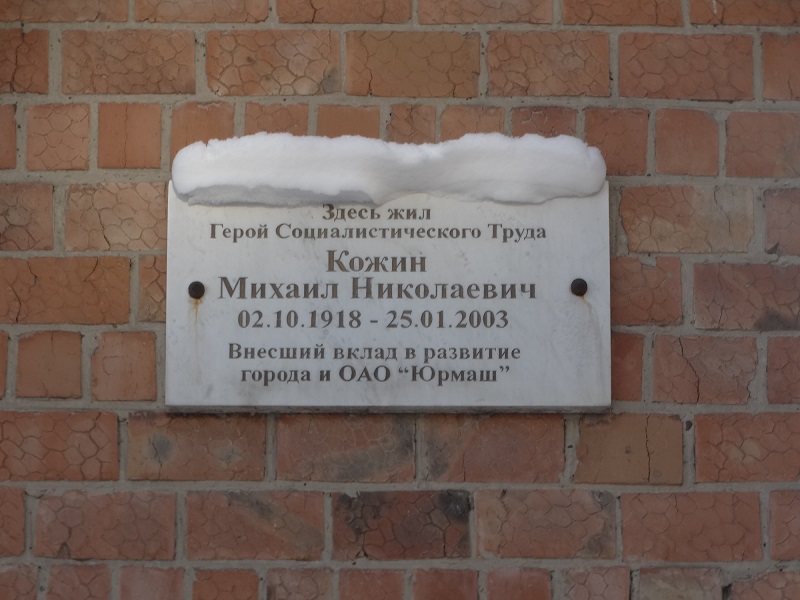 Здесь жил
Герой Социалистического Труда
Кожин
Михаил Николаевич
02.10.1918 - 25.01.2003
Внесший вклад в развитие
города и ОАО “Юрмаш”